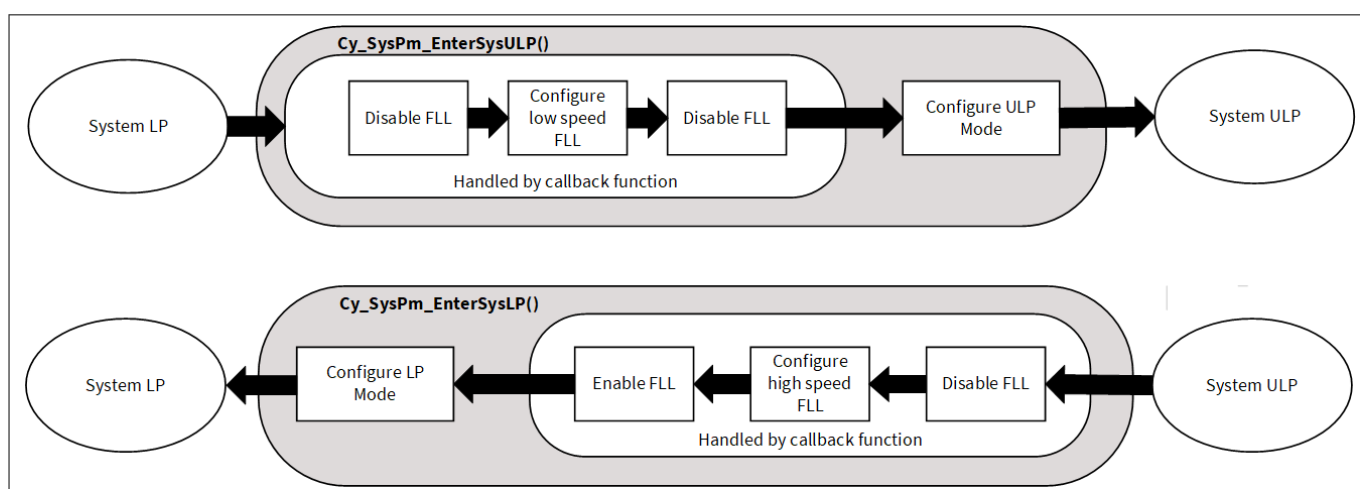 Cy_SysPm_EnterSysULP()
System LP
Disable FLL
Configure
low speed
FLL
Disable FLL
Configure ULP
Mode
System ULP
Handled by callback function
Cy_SysPm_EnterSysLP()
System LP
Configure LP
Mode
Enable FLL
Configure
high speed
FLL
Disable FLL
System ULP
Handled by callback function